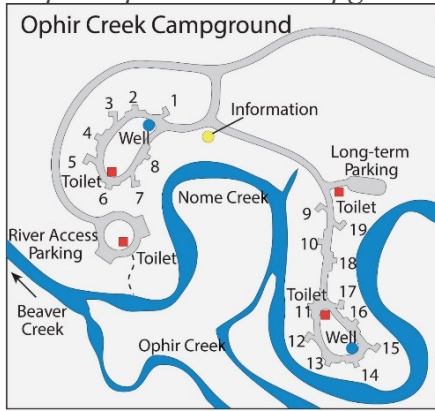 Ophir Creek Campground
1
2
3
4
5
6
7
8
Well
Toilet
Information
Long-term
Parking
Toilet
Nome Creek
9
19
10
18
River Access
Parking
Toilet
17
Toilet
11
16
Beaver
Creek
Ophir Creek
12
Well
15
13
14